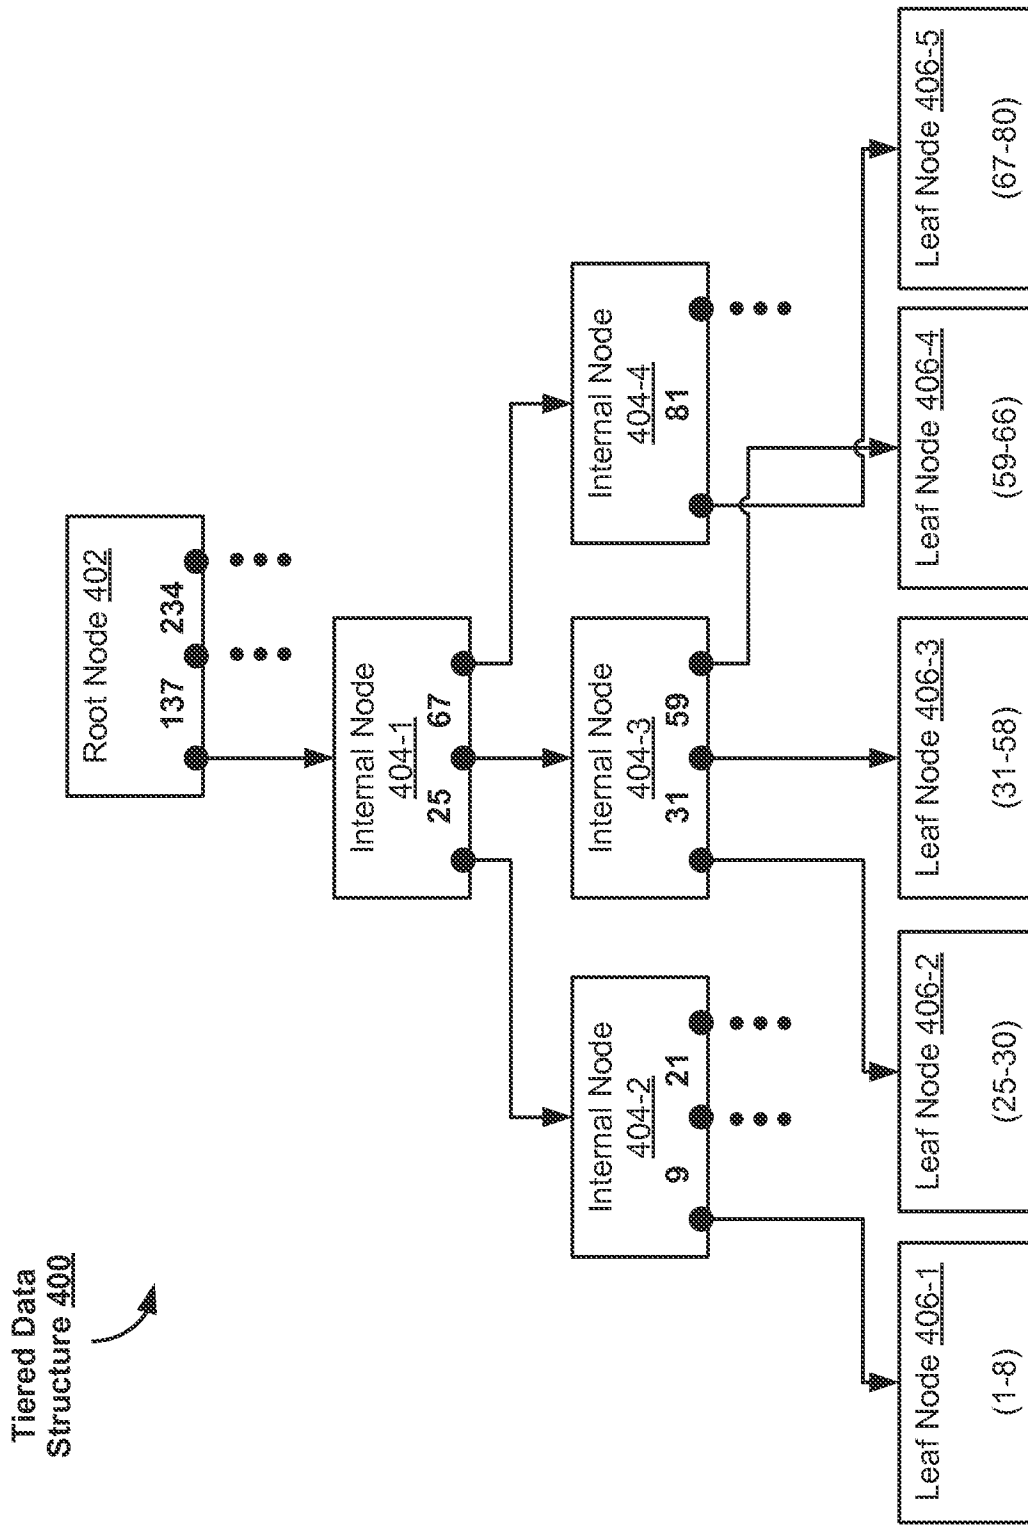 Tiered Data
Structure 400
Root Node 402
137 234
Internal Node
404-1
25 67
Internal Node
404-2
9 21
Internal Node
404-3
31 59
Internal Node
404-4
81
Leaf Node 406-1
(1-8)
Leaf Node 406-2
(25-30)
Leaf Node 406-3
(31-58)
Leaf Node 406-4
(59-66)
Leaf Node 406-5
(67-80)